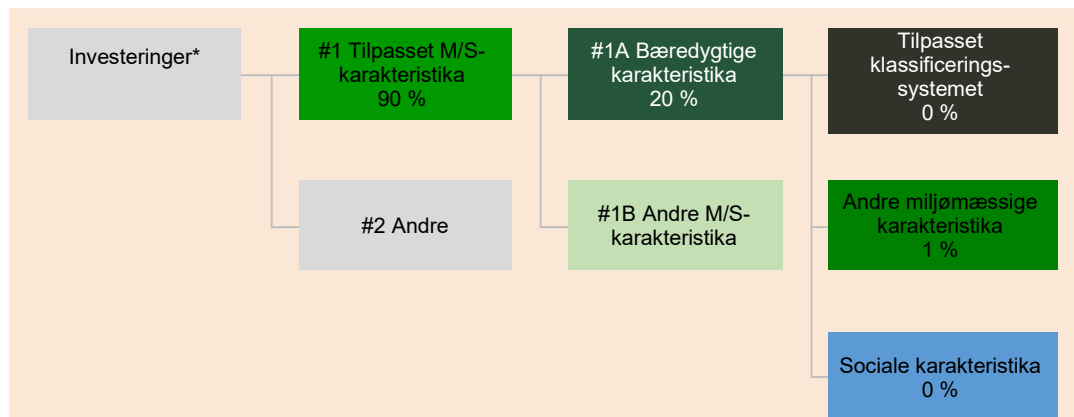 Investeringer*
#1 Tilpasset M/S-
karakteristika
90 %
#1A Bæredygtige
karakteristika
20 %
Tilpasset
klassificerings-
systemet
0 %
#2 Andre
#1B Andre M/S-
karakteristika
Andre miljømæssige
karakteristika
1 %
Sociale karakteristika
0 %